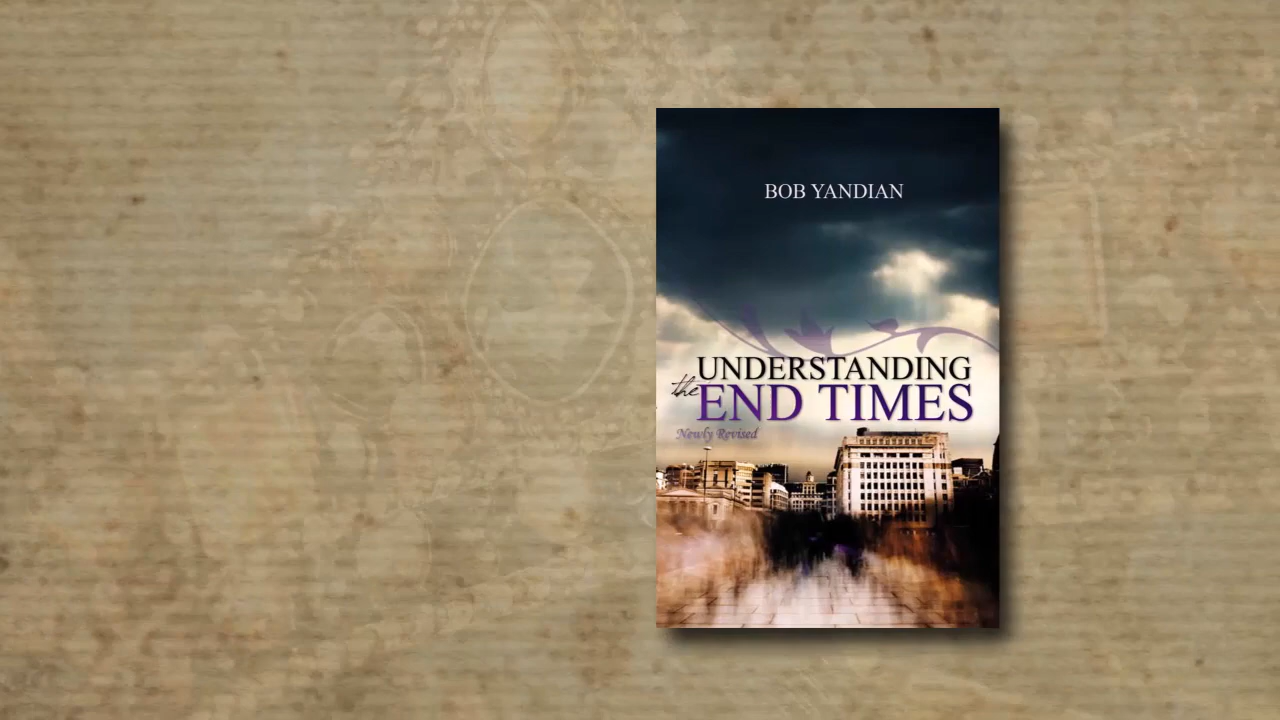 BOB YANDIAN
UNDERSTANDING
the END TIMES
Newly Revised